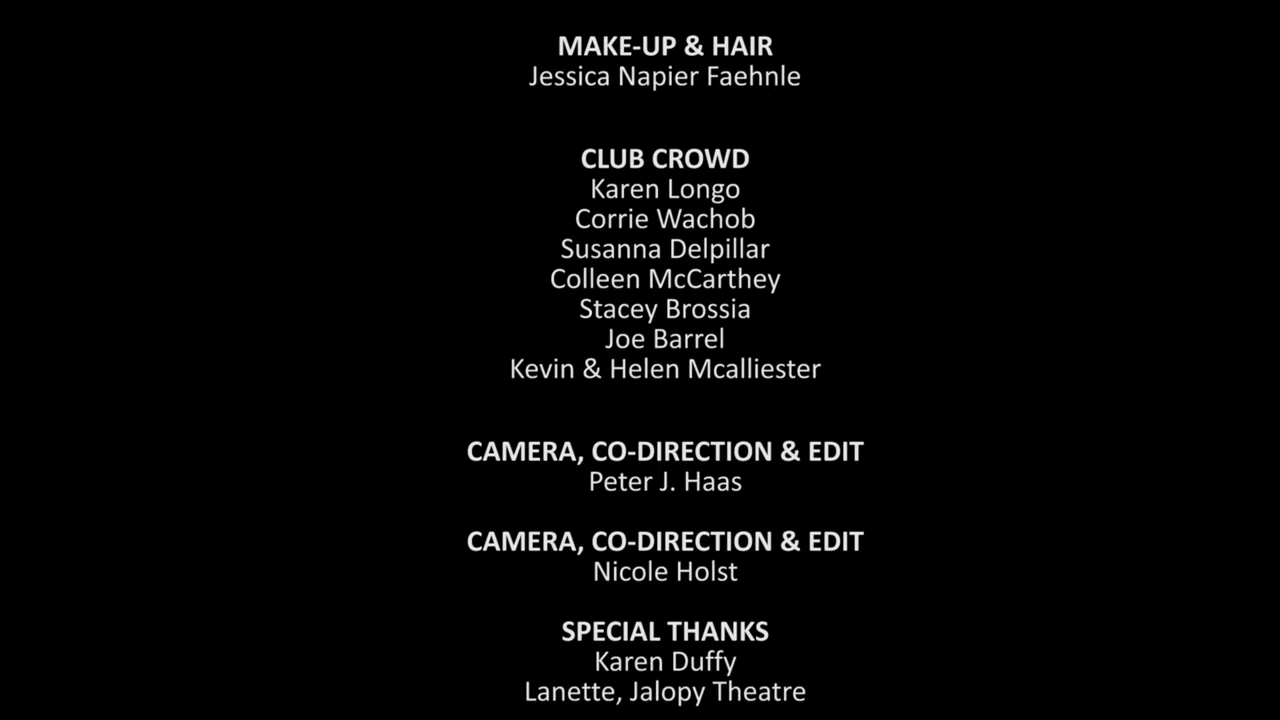 MAKE-UP & HAIR
Jessica Napier Faehnle
CLUB CROWD
Karen Longo
Corrie Wachob
Susanna Delpillar
Colleen McCarthey
Stacey Brossia
Joe Barrel
Kevin & Helen Mcalliester
CAMERA, CO-DIRECTION & EDIT
Peter J. Haas
CAMERA, CO-DIRECTION & EDIT
Nicole Holst
SPECIAL THANKS
Karen Duffy
Lanette, Jalopy Theatre